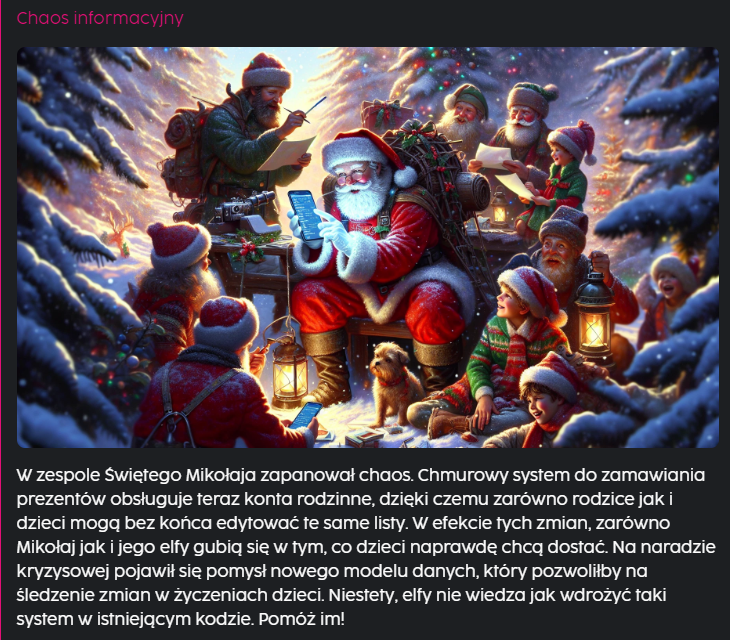 Chaos informacyjny
W zespole Świętego Mikołaja zapanował chaos. Chmurowy system do zamawiania
prezentów obsługuje teraz konta rodzinne, dzięki czemu zarówno rodzice jak i
dzieci mogą bez końca edytować te same listy. W efekcie tych zmian, zarówno
Mikołaj jak i jego elfy gubią się w tym, co dzieci naprawdę chcą dostać. Na naradzie
kryzysowej pojawił się pomysł nowego modelu danych, który pozwoliłby na
śledzenie zmian w życzeniach dzieci. Niestety, elfy nie wiedza jak wdrożyć taki
system w istniejącym kodzie. Pomóż im!